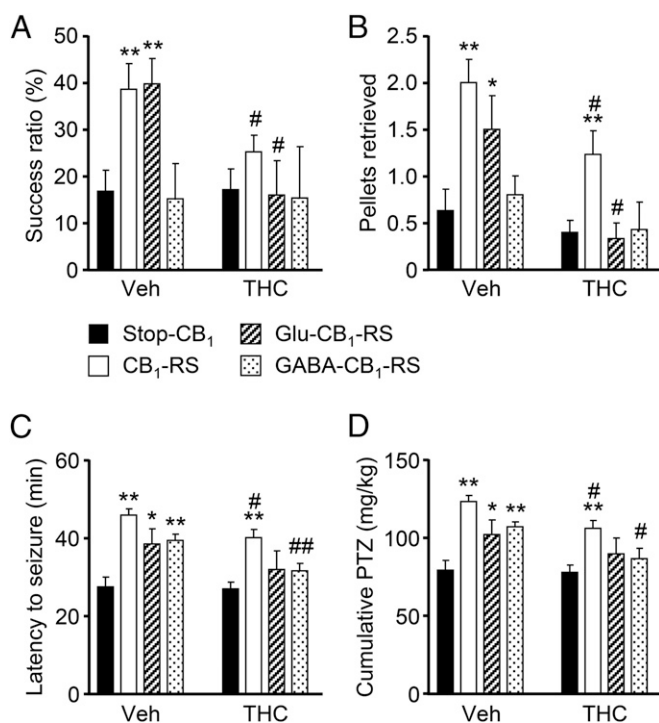 A
Success ratio (%)
50
40
30
20
10
0
** **
# #
Veh THC
B
Pellets retrieved
2.5
2.0
1.5
1.0
0.5
0
**
*
#
**
#
Veh THC
Stop-CB₁ Glu-CB₁-RS
CB₁-RS GABA-CB₁-RS
C
Latency to seizure (min)
60
40
20
0
**
* **
#
**
##
Veh THC
D
Cumulative PTZ (mg/kg)
150
100
50
0
**
* **
#
**
#
Veh THC